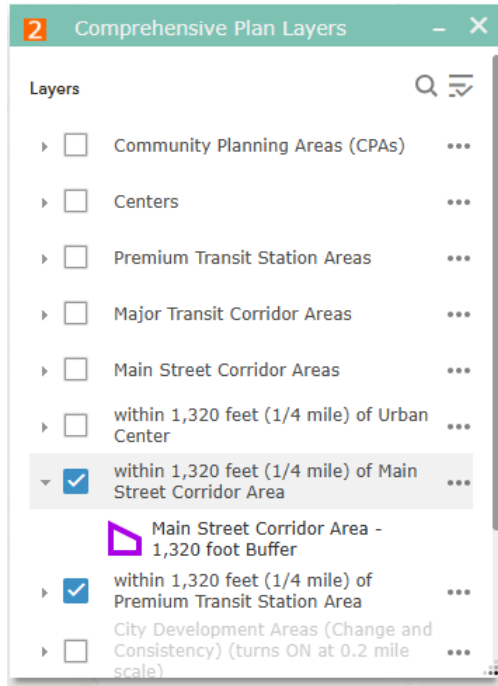 2 Comprehensive Plan Layers
Layers
Community Planning Areas (CPAs)
Centers
Premium Transit Station Areas
Major Transit Corridor Areas
Main Street Corridor Areas
within 1,320 feet (1/4 mile) of Urban
Center
within 1,320 feet (1/4 mile) of Main
Street Corridor Area
Main Street Corridor Area -
1,320 foot Buffer
within 1,320 feet (1/4 mile) of
Premium Transit Station Area
City Development Areas (Change and
Consistency) (turns ON at 0.2 mile
scale)